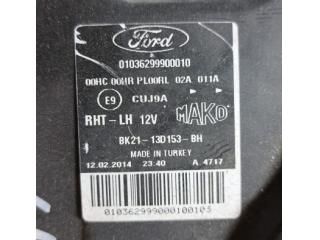 Ford
01036299900010
00HC 00HR PL00RL 02A 011A
E9 CUJ9A MAKO
RHT-LH 12V
BK21-13D153-BH
MADE IN TURKEY
12.02.2014 23:40 A.4717
010362999000100103